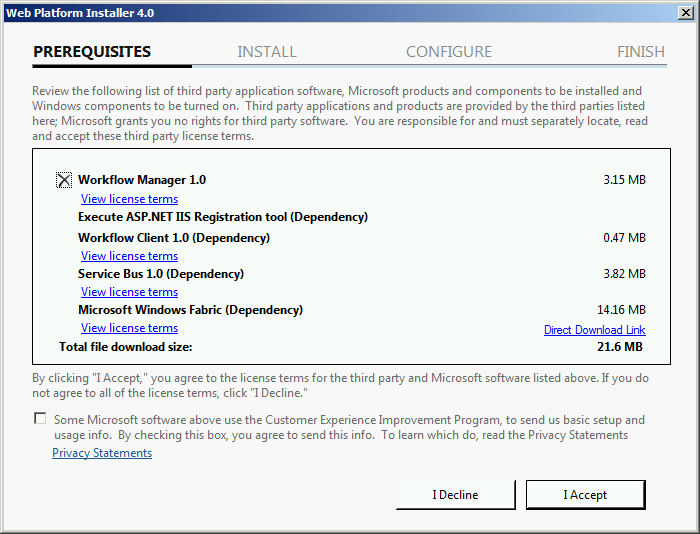 Web Platform Installer 4.0
PREREQUISITES INSTALL CONFIGURE FINISH
Review the following list of third party application software, Microsoft products and components to be installed and
Windows components to be turned on.  Third party applications and products are provided by the third parties listed
here; Microsoft grants you no rights for third party software.  You are responsible for and must separately locate, read
and accept these third party license terms.
Workflow Manager 1.0 3.15 MB
View license terms
Execute ASP.NET IIS Registration tool (Dependency)
Workflow Client 1.0 (Dependency) 0.47 MB
View license terms
Service Bus 1.0 (Dependency) 3.82 MB
View license terms
Microsoft Windows Fabric (Dependency) 14.16 MB
View license terms Direct Download Link
Total file download size: 21.6 MB
By clicking "I Accept," you agree to the license terms for the third party and Microsoft software listed above. If you do
not agree to all of the license terms, click "I Decline."
Some Microsoft software above use the Customer Experience Improvement Program, to send us basic setup and
usage info.  By checking this box, you agree to send this info.  To learn which do, read the Privacy Statements
Privacy Statements
I Decline I Accept